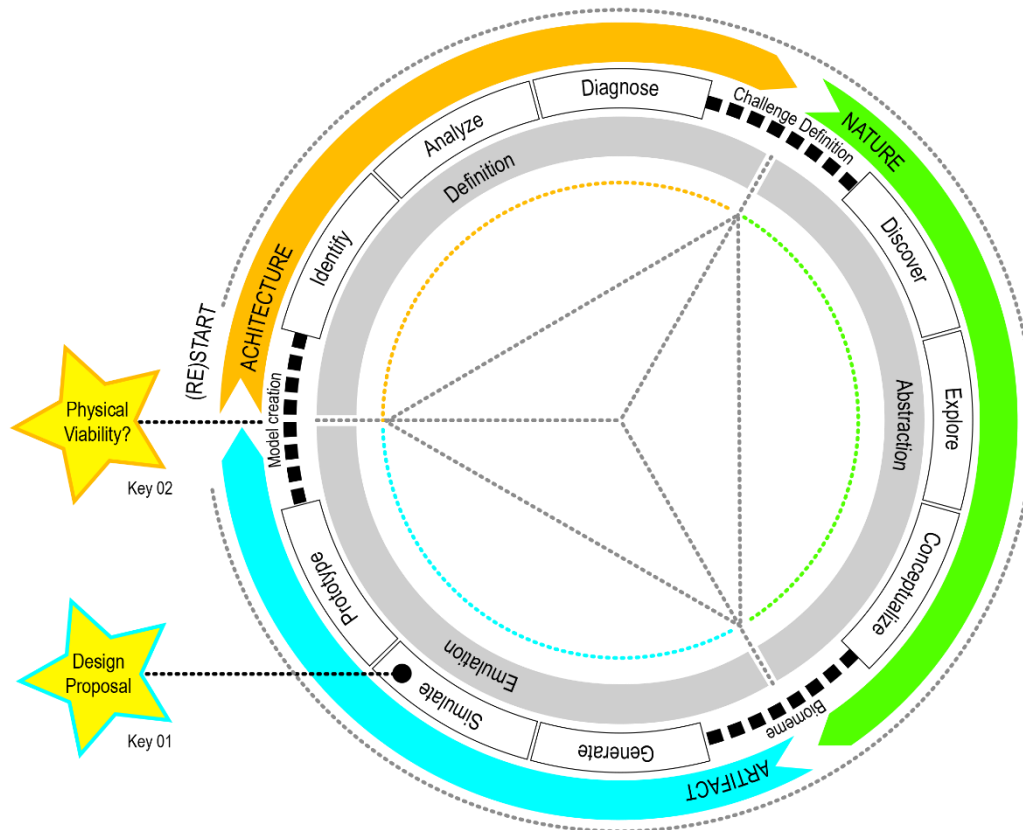 Diagnose
Challenge Definition
NATURE
Analyze
Definition
Discover
Identify
ACHITECTURE
(RE)START
Physical
Viability?
Key 02
Model creation
Explore
Abstraction
Conceptualize
Prototype
Emulation
Design
Proposal
Key 01
Simulate
Generate
Biomeme
ARTIFACT